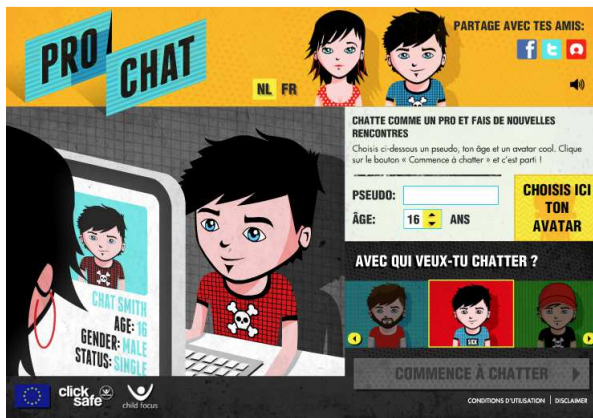 PRO CHAT
NL FR
PARTAGE AVEC TES AMIS:
CHATTE COMME UN PRO ET FAIS DE NOUVELLES
RENCONTRES
Choisis ci-dessous un pseudo, ton âge et un avatar cool. Clique
sur le bouton « Commence à chatter » et c'est parti !
PSEUDO:
ÂGE: 16 ANS
CHOISIS ICI
TON
AVATAR
CHAT SMITH
AGE: 16
GENDER: MALE
STATUS: SINGLE
AVEC QUI VEUX-TU CHATTER ?
SICK
COMMENCE À CHATTER
click
safe
child focus
CONDITIONS D'UTILISATION | DISCLAIMER